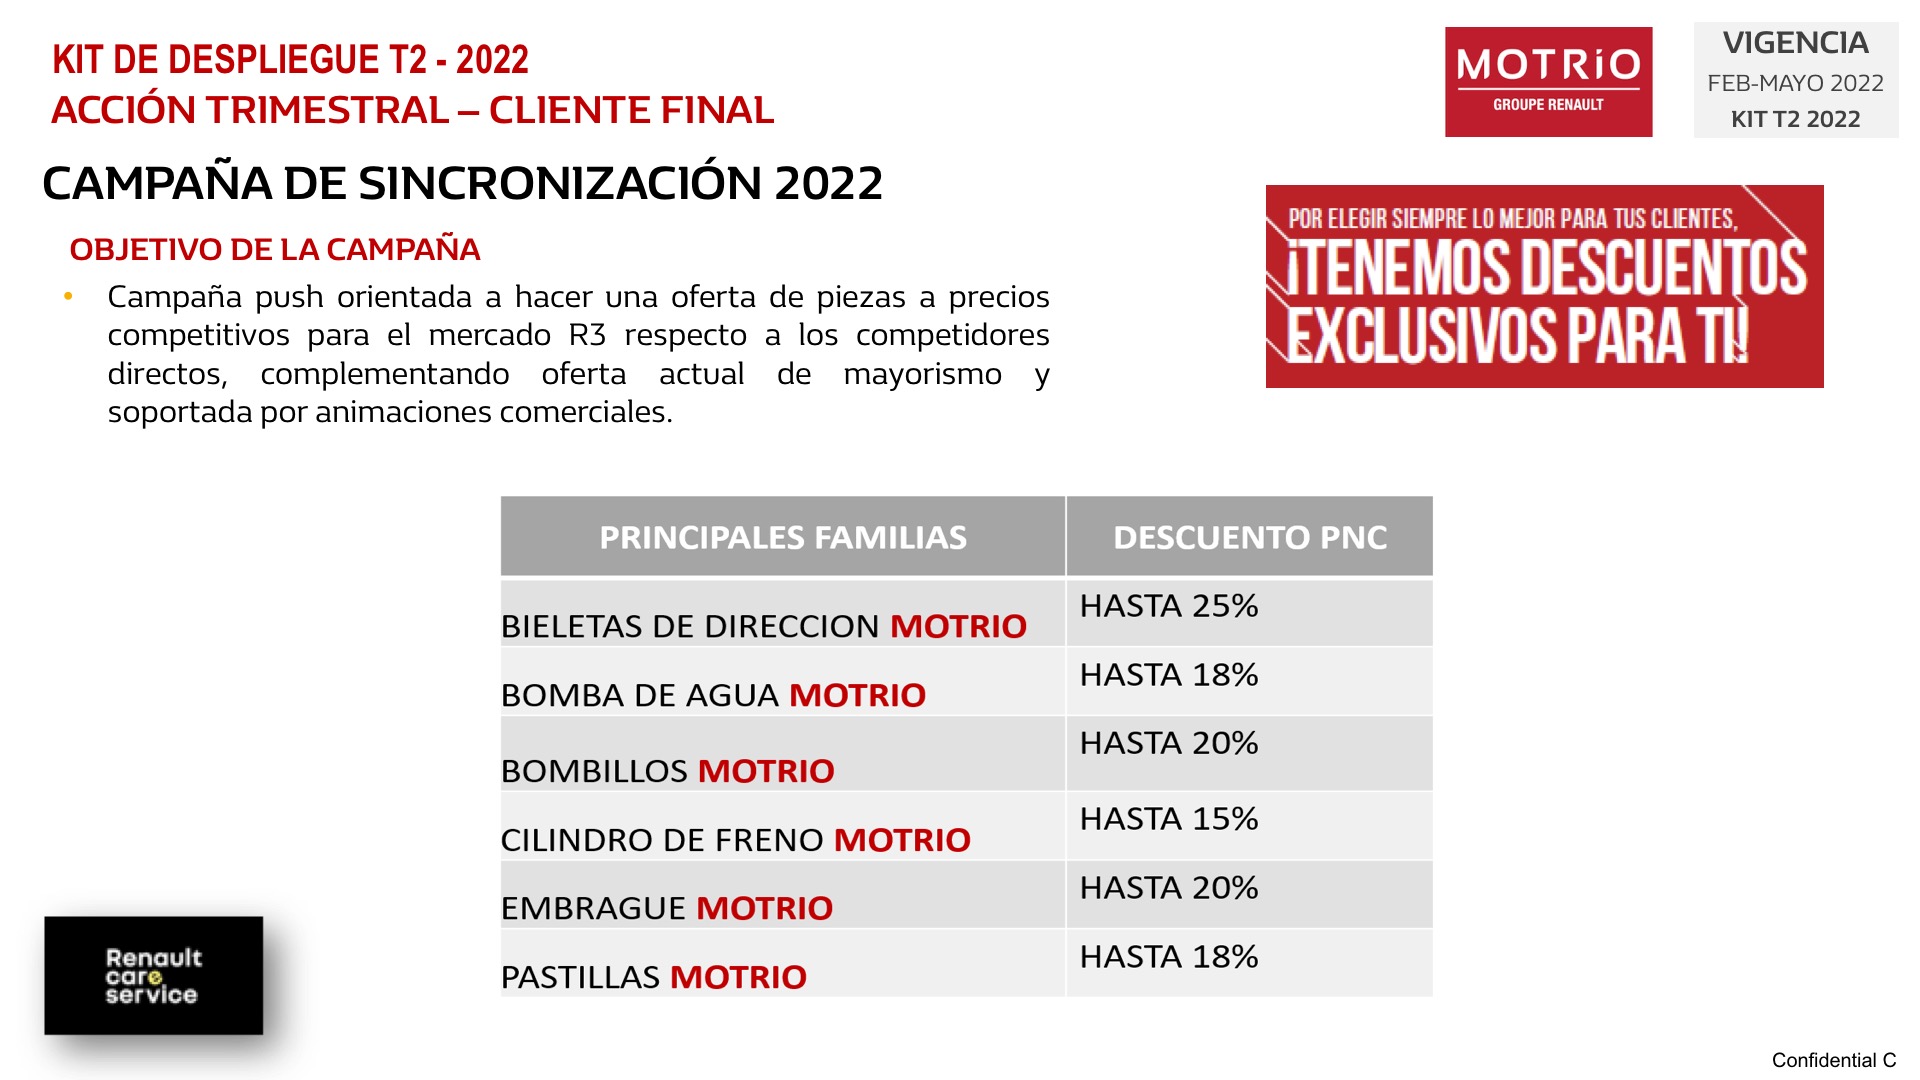 KIT DE DESPLIEGUE T2 - 2022
ACCIÓN TRIMESTRAL – CLIENTE FINAL
MOTRiO
GROUPE RENAULT
VIGENCIA
FEB-MAYO 2022
KIT T2 2022
CAMPAÑA DE SINCRONIZACIÓN 2022
POR ELEGIR SIEMPRE LO MEJOR PARA TUS CLIENTES,
¡TENEMOS DESCUENTOS
EXCLUSIVOS PARA TI!
OBJETIVO DE LA CAMPAÑA
• Campaña push orientada a hacer una oferta de piezas a precios
competitivos para el mercado R3 respecto a los competidores
directos, complementando oferta actual de mayorismo y
soportada por animaciones comerciales.
PRINCIPALES FAMILIAS DESCUENTO PNC
BIELETAS DE DIRECCION MOTRIO HASTA 25%
BOMBA DE AGUA MOTRIO HASTA 18%
BOMBILLOS MOTRIO HASTA 20%
CILINDRO DE FRENO MOTRIO HASTA 15%
EMBRAGUE MOTRIO HASTA 20%
PASTILLAS MOTRIO HASTA 18%
Renault
care
service
Confidential C